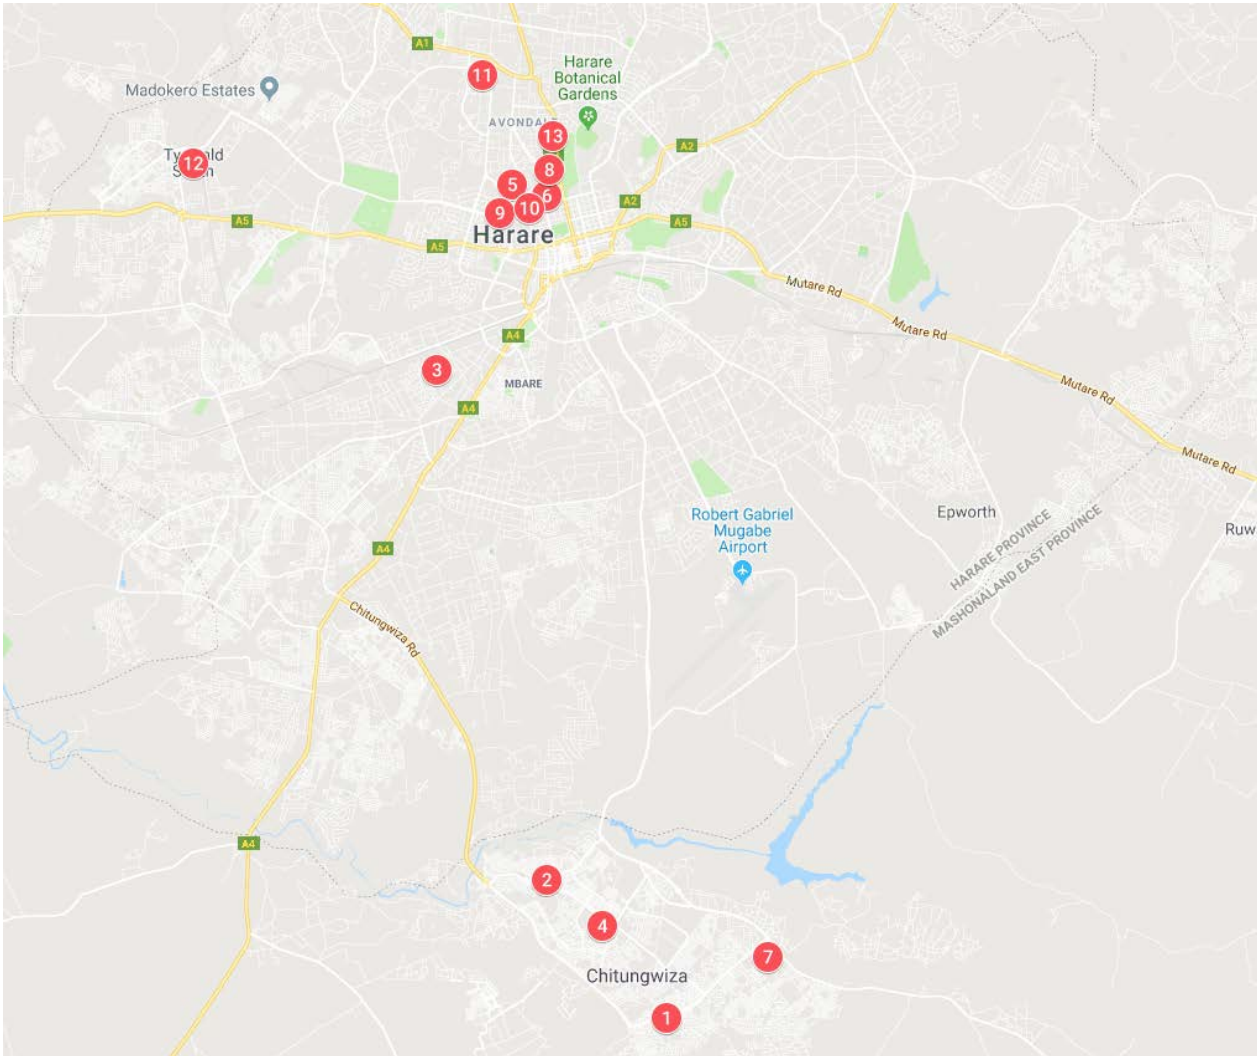 A1
11
Harare
Botanical
Gardens
Madokero Estates
AVONDALE
13
A2
12
8
5
6
10
9
A2
A5
A5
A5
Harare
Mutare Rd
Mutare Rd
A4
3
MBARE
Mutare Rd
A4
Mutare Rd
Robert Gabriel
Mugabe
Airport
Epworth
HARARE PROVINCE
MASHONALAND EAST PROVINCE
Ruw
A4
Chitungwiza Rd
A4
2
4
7
Chitungwiza
1